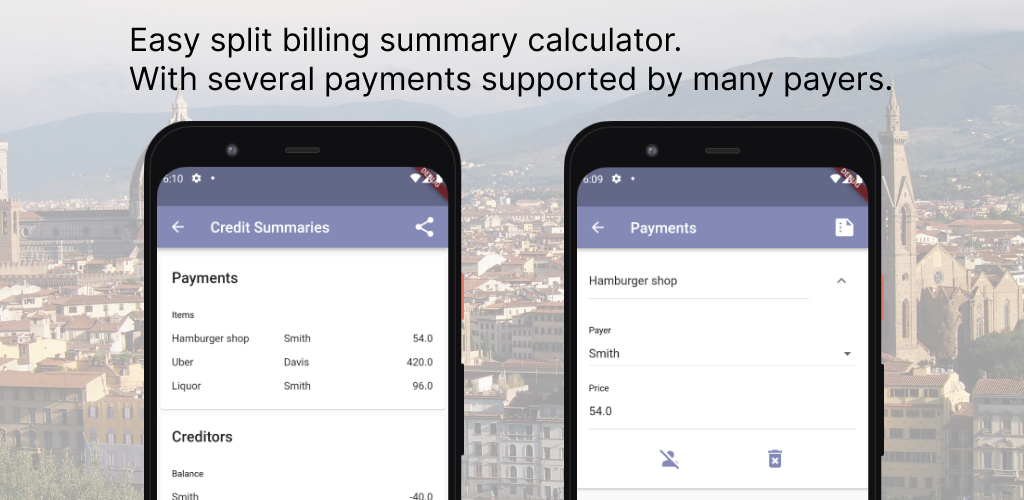 Easy split billing summary calculator.
With several payments supported by many payers.
6:10
DEBUG
Credit Summaries
Payments
Items
Hamburger shop Smith 54.0
Uber Davis 420.0
Liquor Smith 96.0
Creditors
Balance
Smith -40.0
6:09
DEBUG
Payments
Hamburger shop
Payer
Smith
Price
54.0